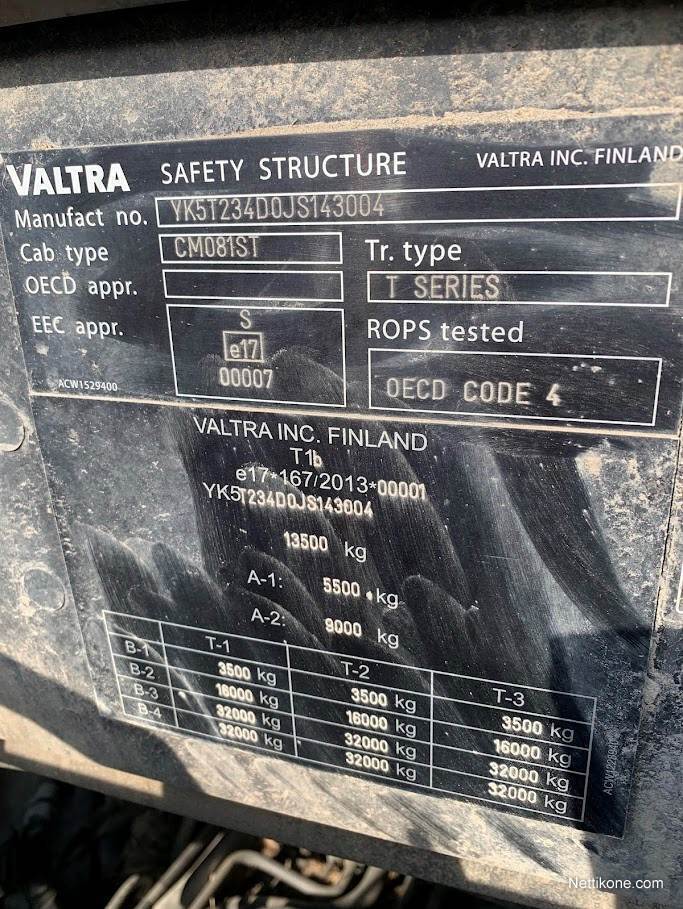 VALTRA SAFETY STRUCTURE VALTRA INC. FINLAND
Manufact no. YK5T234D0JS143004
Cab type CM081ST Tr. type
OECD appr. T SERIES
EEC appr. S ROPS tested
e17
00007 OECD CODE 4
ACW1529400
VALTRA INC. FINLAND
T1b
e17*167/2013*00001
YK5T234D0JS143004
- 13500 kg
A-1: 5500 kg
A-2: 9000 kg
T-1 T-2 T-3
B-1 3500 kg 3500 kg 3500 kg
B-2 16000 kg 16000 kg 16000 kg
B-3 32000 kg 32000 kg 32000 kg
B-4 32000 kg 32000 kg 32000 kg
Nettikone.com